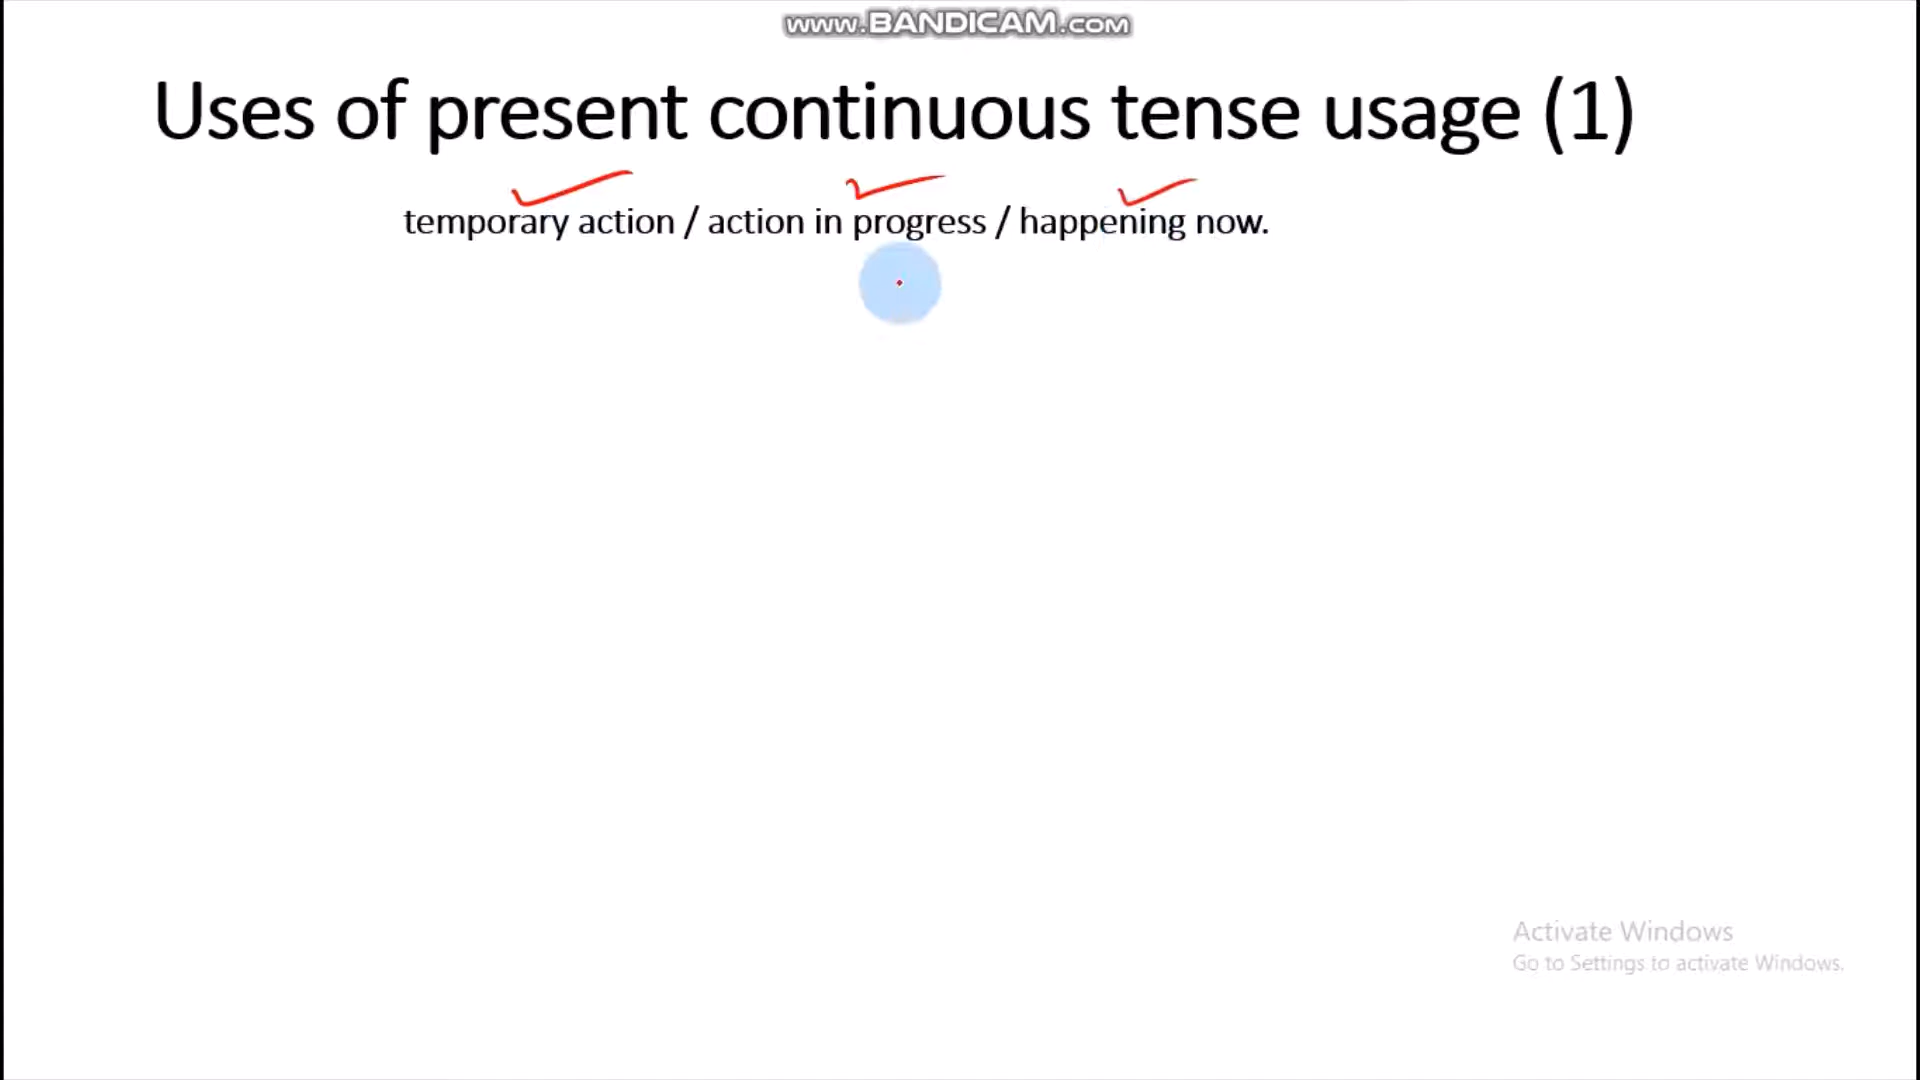 www.BANDICAM.com
Uses of present continuous tense usage (1)
temporary action / action in progress / happening now.
Activate Windows
Go to Settings to activate Windows.